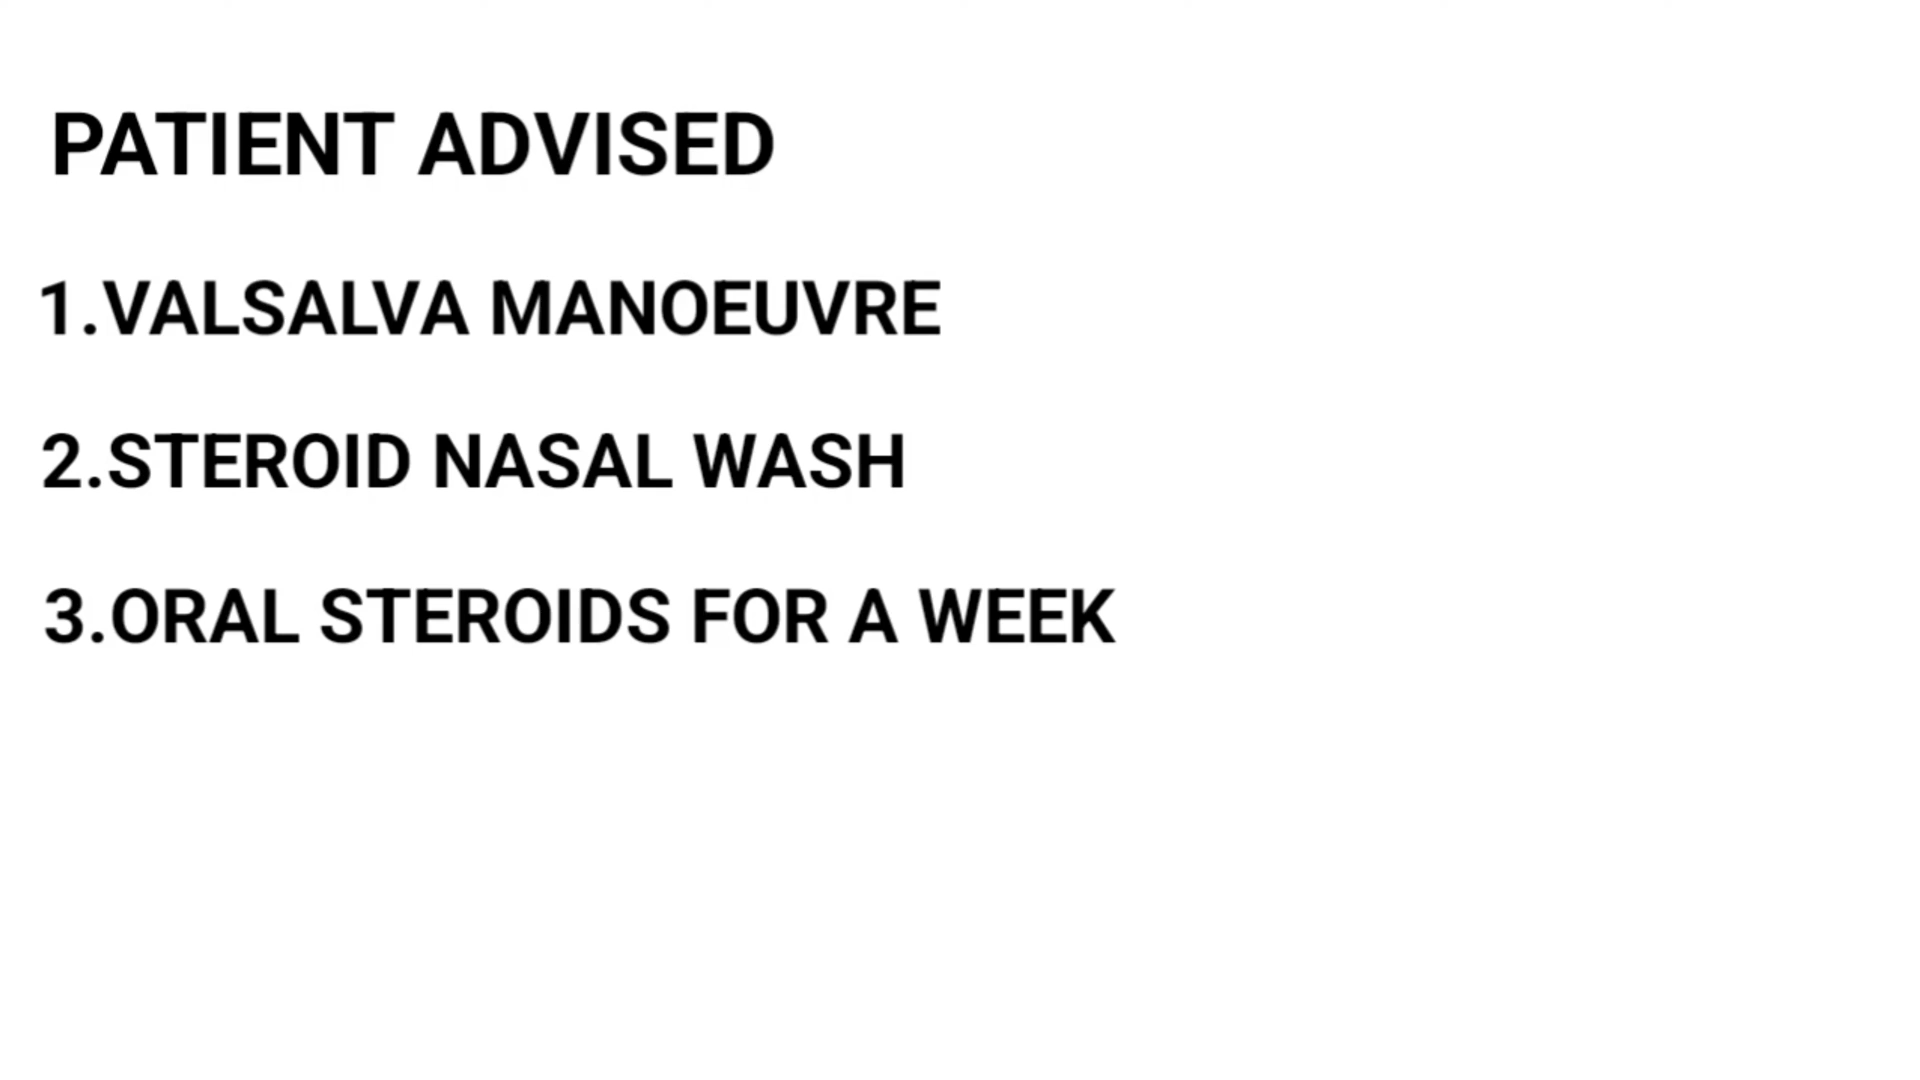 PATIENT ADVISED
1.VALSALVA MANOEUVRE
2.STEROID NASAL WASH
3.ORAL STEROIDS FOR A WEEK